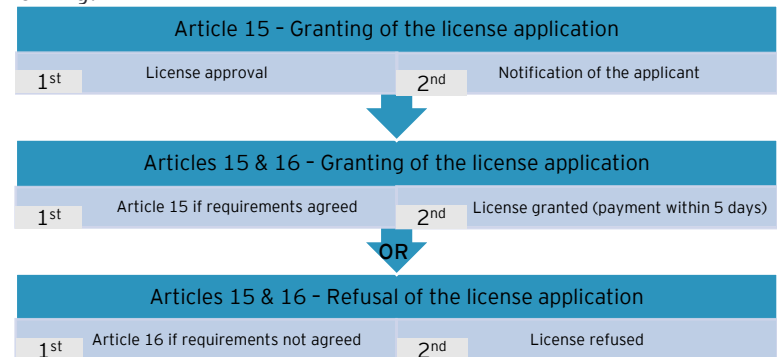 Article 15 – Granting of the license application
1st License approval 2nd Notification of the applicant
Articles 15 & 16 – Granting of the license application
1st Article 15 if requirements agreed 2nd License granted (payment within 5 days)
OR
Articles 15 & 16 – Refusal of the license application
1st Article 16 if requirements not agreed 2nd License refused